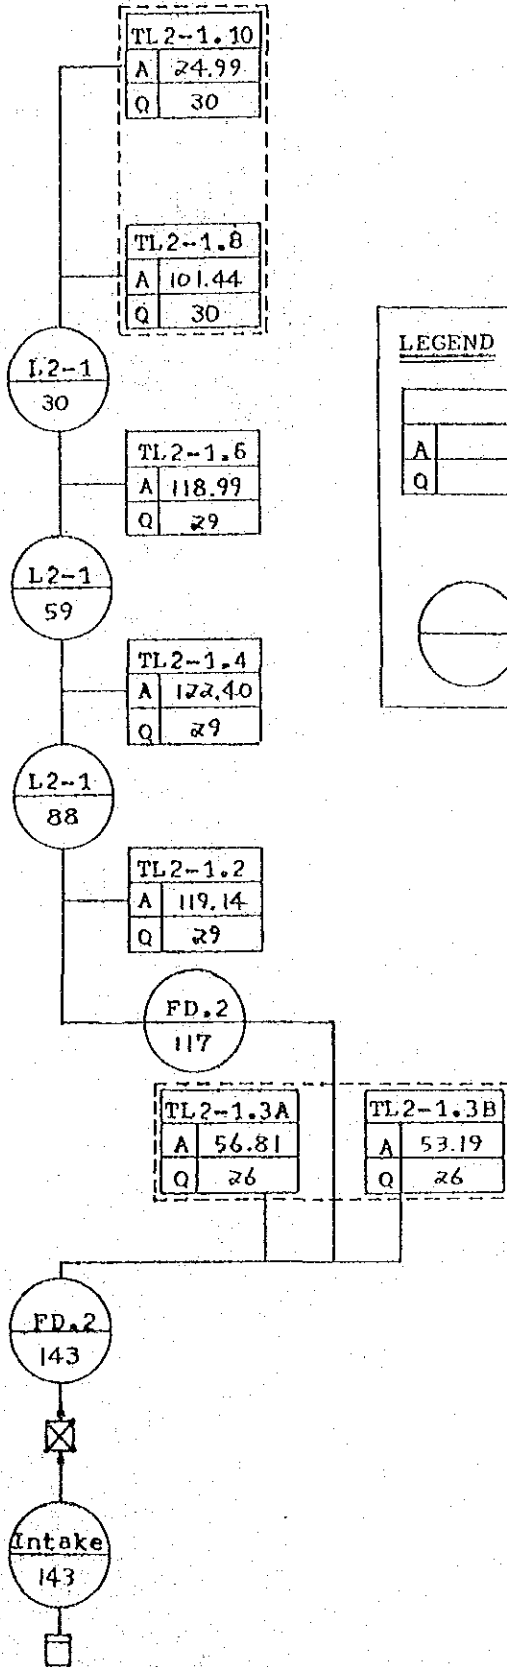 TL2-1.10
A 24.99
Q 30
TL2-1.8
A 101.44
Q 30
L2-1
30
LEGEND
A
Q
TL2-1.6
A 118.99
Q 29
L2-1
59
TL2-1.4
A 122.40
Q 29
L2-1
88
TL2-1.2
A 119.14
Q 29
FD.2
117
TL2-1.3A
A 56.81
Q 26
TL2-1.3B
A 53.19
Q 26
FD.2
143
Intake
143